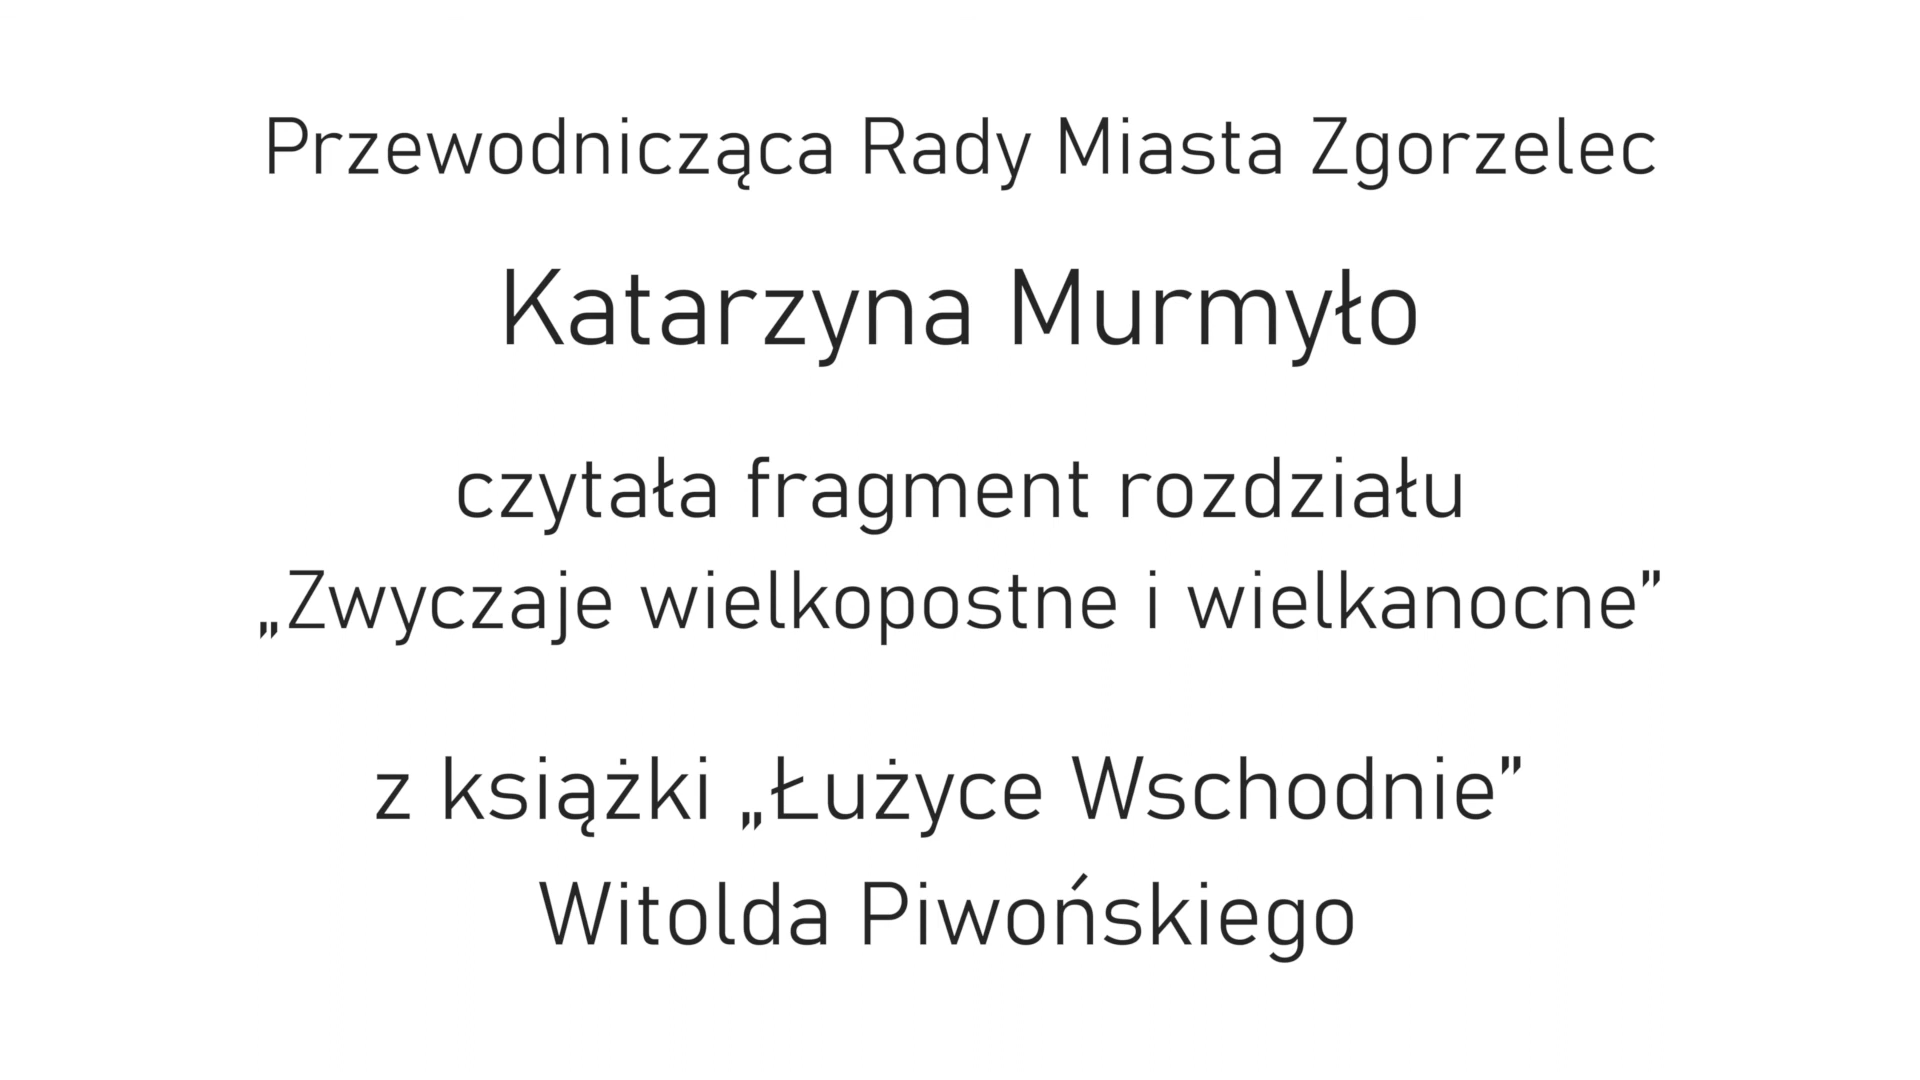 Przewodnicząca Rady Miasta Zgorzelec
Katarzyna Murmyło
czytała fragment rozdziału
„Zwyczaje wielkopostne i wielkanocne”
z książki „Łużyce Wschodnie”
Witolda Piwońskiego